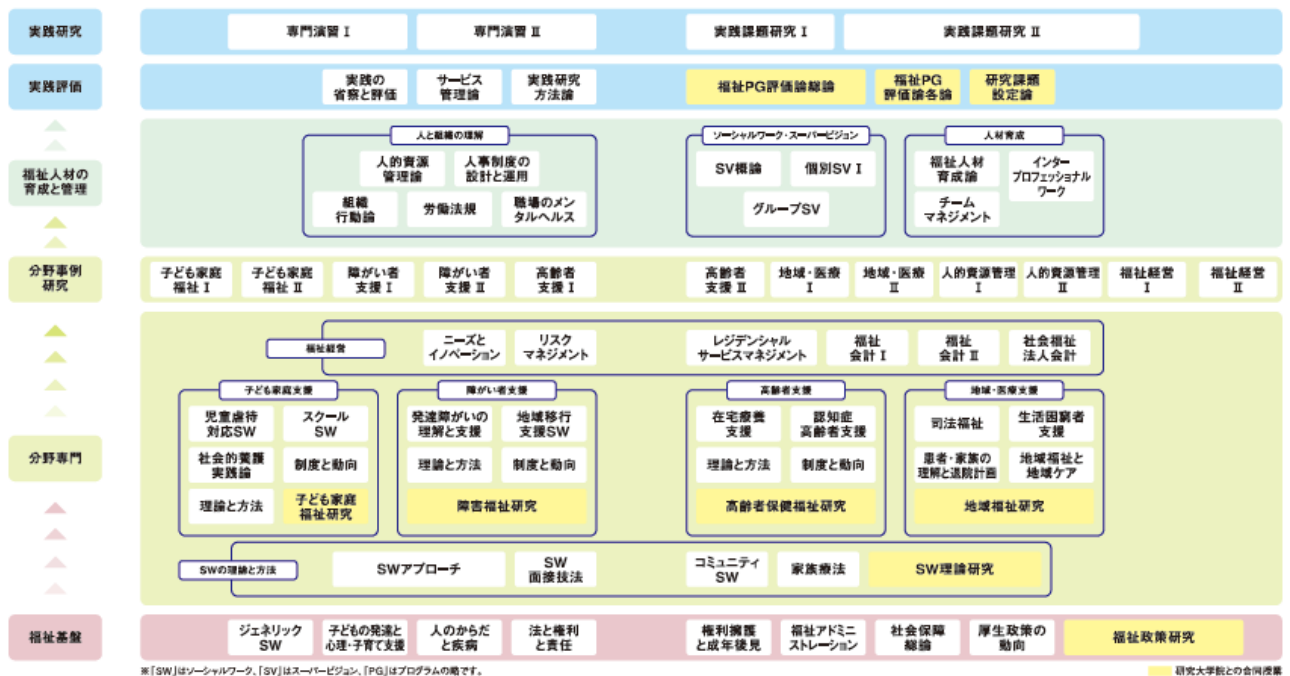 実践研究
専門演習 I
専門演習 II
実践課題研究 I
実践課題研究 II
実践評価
実践の
省察と評価
サービス
管理論
実践研究
方法論
福祉PG評価論総論
福祉PG
評価論各論
研究課題
設定論
福祉人材の
育成と管理
人と組織の理解
人的資源
管理論
人事制度の
設計と運用
組織
行動論
労働法規
職場のメン
タルヘルス
ソーシャルワーク・スーパービジョン
SV概論
個別SV I
グループSV
人材育成
福祉人材
育成論
インター
プロフェッショナル
ワーク
チーム
マネジメント
分野事例
研究
子ども家庭
福祉 I
子ども家庭
福祉 II
障がい者
支援 I
障がい者
支援 II
高齢者
支援 I
高齢者
支援 II
地域・医療
I
地域・医療
II
人的資源管理
I
人的資源管理
II
福祉経営
I
福祉経営
II
分野専門
福祉経営
ニーズと
イノベーション
リスク
マネジメント
レジデンシャル
サービスマネジメント
福祉
会計 I
福祉
会計 II
社会福祉
法人会計
子ども家庭支援
児童虐待
対応SW
スクール
SW
社会的養護
実践論
制度と動向
理論と方法
子ども家庭
福祉研究
障がい者支援
発達障がいの
理解と支援
地域移行
支援SW
理論と方法
制度と動向
障害福祉研究
高齢者支援
在宅療養
支援
認知症
高齢者支援
理論と方法
制度と動向
高齢者保健福祉研究
地域・医療支援
司法福祉
生活困窮者
支援
患者・家族の
理解と退院計画
地域福祉と
地域ケア
地域福祉研究
SWの理論と方法
SWアプローチ
SW
面接技法
コミュニティ
SW
家族療法
SW理論研究
福祉基盤
ジェネリック
SW
子どもの発達と
心理・子育て支援
人のからだ
と疾病
法と権利
と責任
権利擁護
と成年後見
福祉アドミニ
ストレーション
社会保障
総論
厚生政策の
動向
福祉政策研究
※「SW」はソーシャルワーク、「SV」はスーパービジョン、「PG」はプログラムの略です。
研究大学院との合同授業